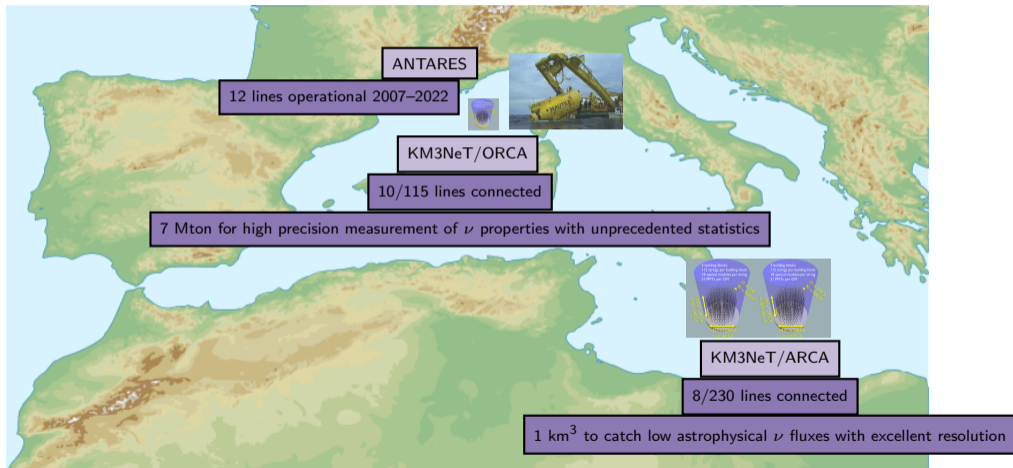 ANTARES
12 lines operational 2007–2022
KM3NeT/ORCA
10/115 lines connected
7 Mton for high precision measurement of ν properties with unprecedented statistics
KM3NeT/ARCA
8/230 lines connected
1 km³ to catch low astrophysical ν fluxes with excellent resolution